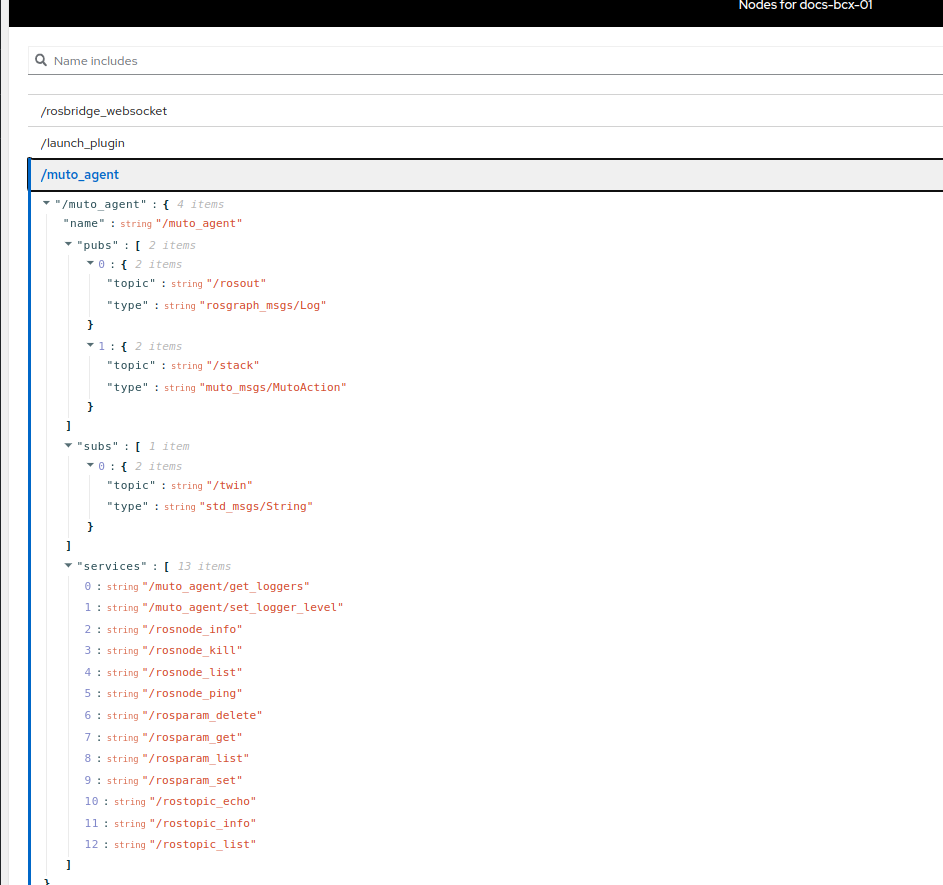 Nodes for docs-bcx-01
Name includes
/rosbridge_websocket
/launch_plugin
/muto_agent
"/muto_agent" : { 4 items
"name" : string "/muto_agent"
"pubs" : [ 2 items
0 : { 2 items
"topic" : string "/rosout"
"type" : string "rosgraph_msgs/Log"
}
1 : { 2 items
"topic" : string "/stack"
"type" : string "muto_msgs/MutoAction"
}
]
"subs" : [ 1 item
0 : { 2 items
"topic" : string "/twin"
"type" : string "std_msgs/String"
}
]
"services" : [ 13 items
0 : string "/muto_agent/get_loggers"
1 : string "/muto_agent/set_logger_level"
2 : string "/rosnode_info"
3 : string "/rosnode_kill"
4 : string "/rosnode_list"
5 : string "/rosnode_ping"
6 : string "/rosparam_delete"
7 : string "/rosparam_get"
8 : string "/rosparam_list"
9 : string "/rosparam_set"
10 : string "/rostopic_echo"
11 : string "/rostopic_info"
12 : string "/rostopic_list"
]
}